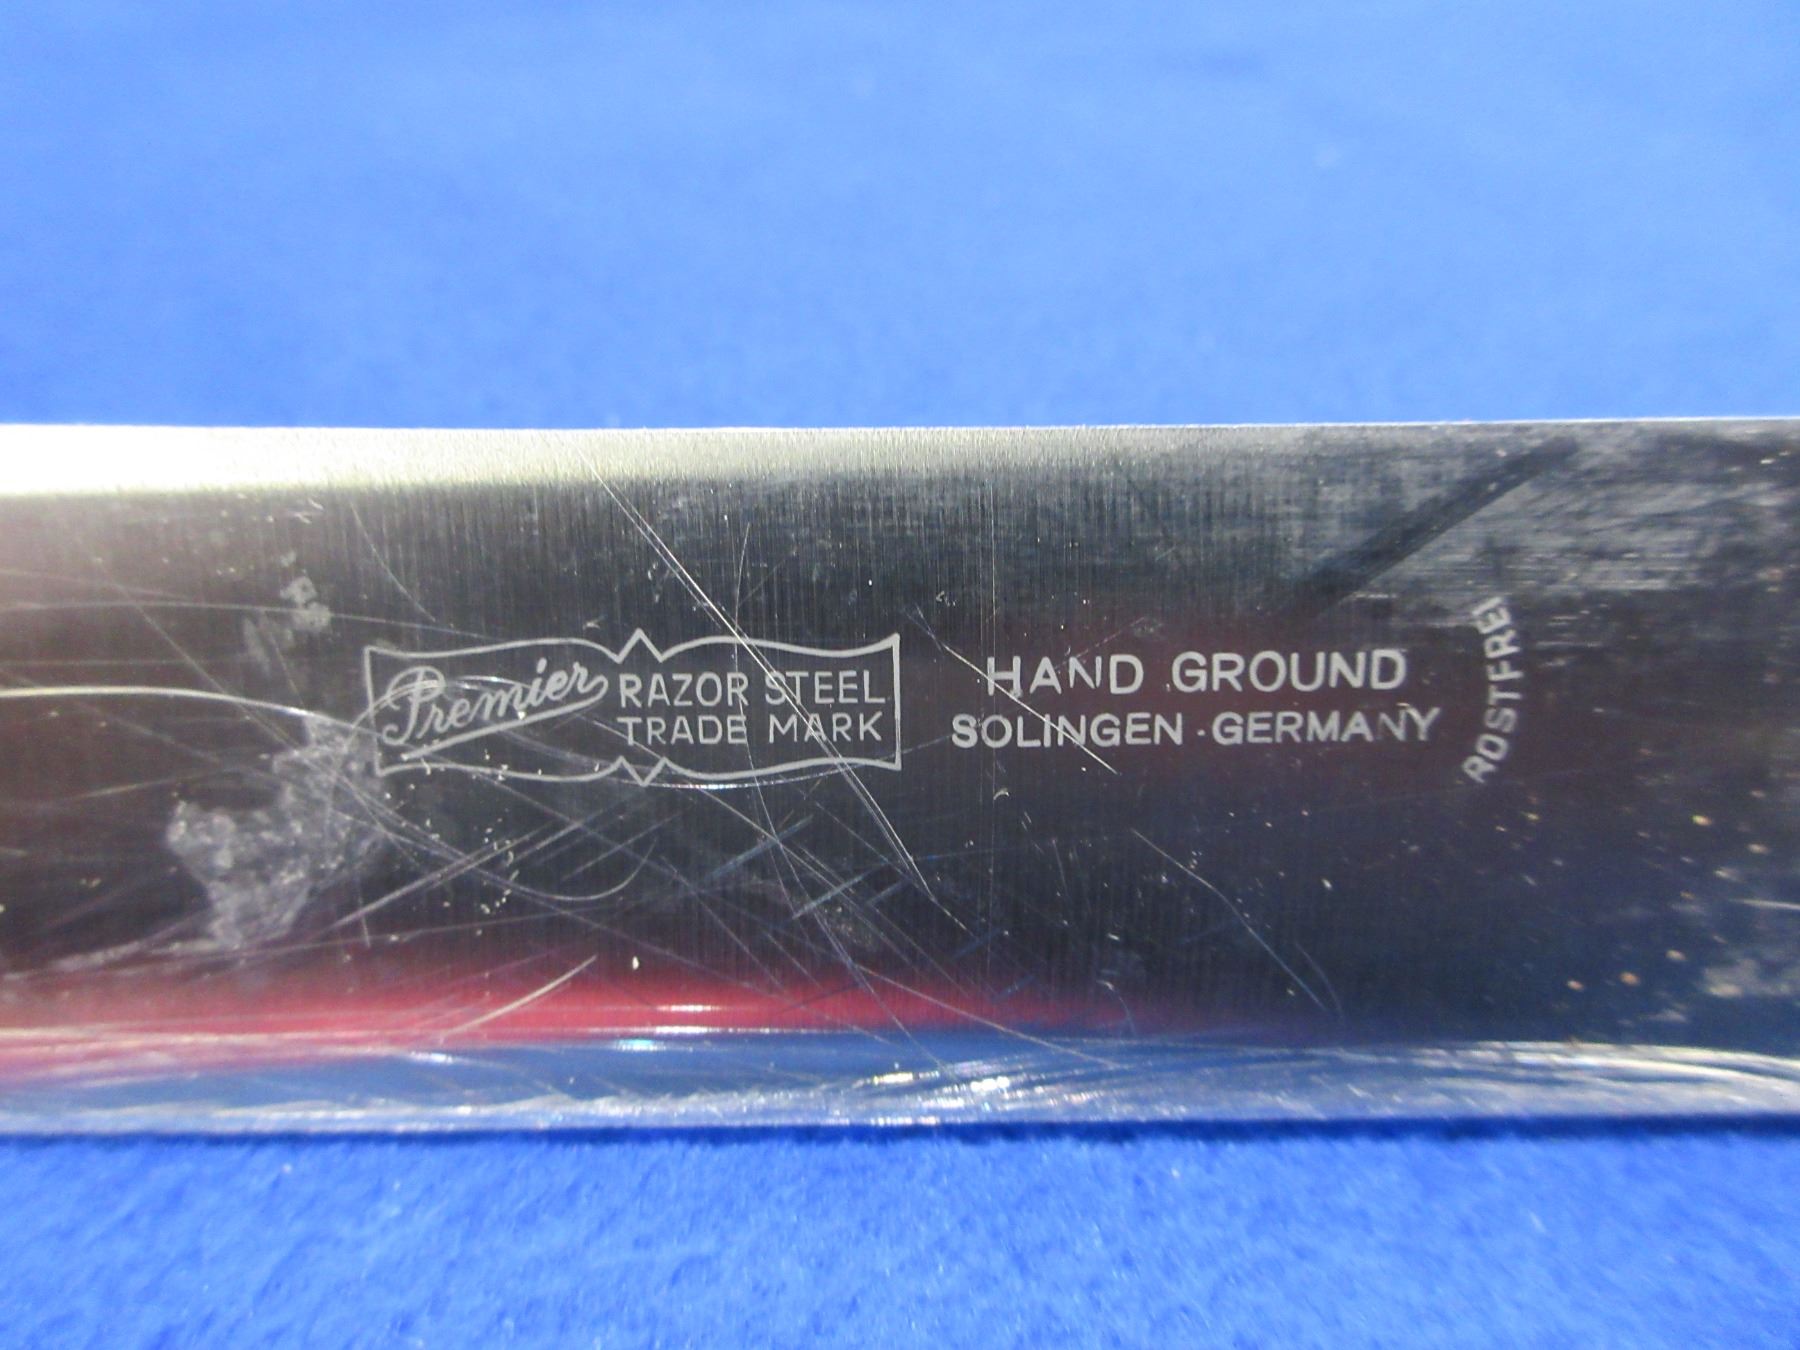 Premier RAZOR STEEL
TRADE MARK
HAND GROUND
SOLINGEN · GERMANY
ROSTFREI